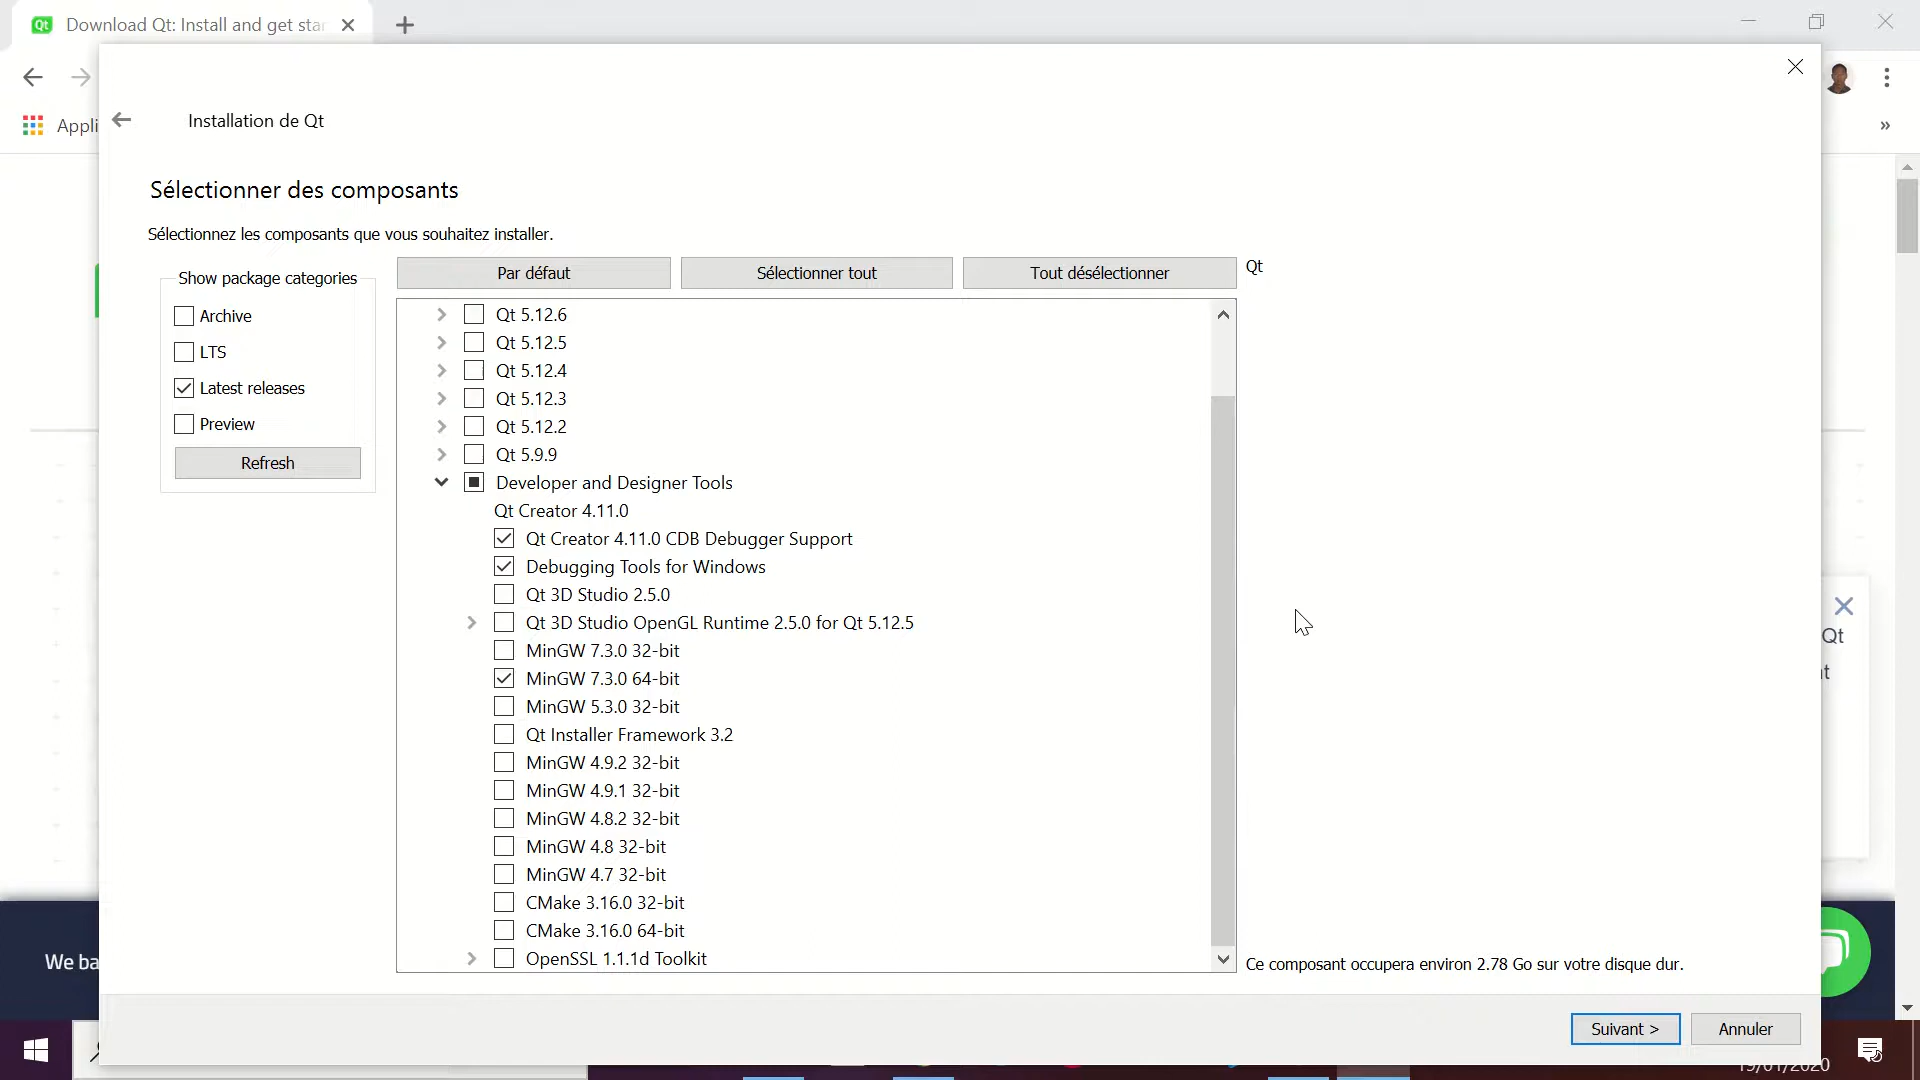 Download Qt: Install and get star
Appli
»
Installation de Qt
Sélectionner des composants
Sélectionnez les composants que vous souhaitez installer.
Show package categories
Archive
LTS
Latest releases
Preview
Refresh
Par défaut
Sélectionner tout
Tout désélectionner
Qt
Qt 5.12.6
Qt 5.12.5
Qt 5.12.4
Qt 5.12.3
Qt 5.12.2
Qt 5.9.9
Developer and Designer Tools
Qt Creator 4.11.0
Qt Creator 4.11.0 CDB Debugger Support
Debugging Tools for Windows
Qt 3D Studio 2.5.0
Qt 3D Studio OpenGL Runtime 2.5.0 for Qt 5.12.5
MinGW 7.3.0 32-bit
MinGW 7.3.0 64-bit
MinGW 5.3.0 32-bit
Qt Installer Framework 3.2
MinGW 4.9.2 32-bit
MinGW 4.9.1 32-bit
MinGW 4.8.2 32-bit
MinGW 4.8 32-bit
MinGW 4.7 32-bit
CMake 3.16.0 32-bit
CMake 3.16.0 64-bit
OpenSSL 1.1.1d Toolkit
Ce composant occupera environ 2.78 Go sur votre disque dur.
Qt
We ba
Suivant >
Annuler
19/01/2020